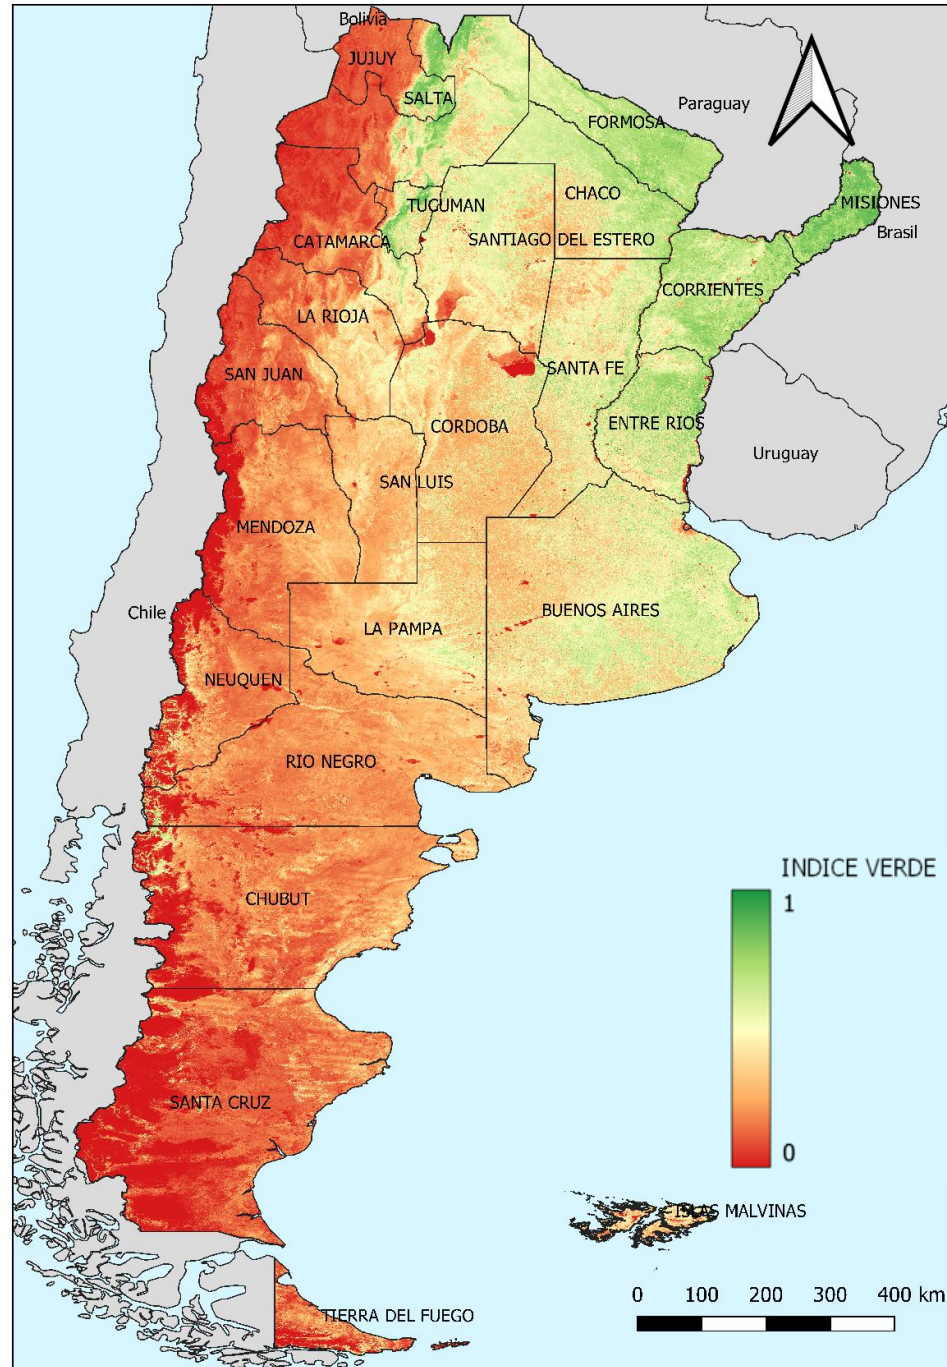 Bolivia
JUJUY
SALTA
Paraguay
FORMOSA
CHACO
MISIONES
TUCUMAN
Brasil
SANTIAGO DEL ESTERO
CATAMARCA
CORRIENTES
LA RIOJA
SANTA FE
SAN JUAN
CORDOBA
ENTRE RIOS
Uruguay
SAN LUIS
MENDOZA
Chile
BUENOS AIRES
LA PAMPA
NEUQUEN
RIO NEGRO
INDICE VERDE
1
CHUBUT
SANTA CRUZ
0
ISLAS MALVINAS
0 100 200 300 400 km
TIERRA DEL FUEGO